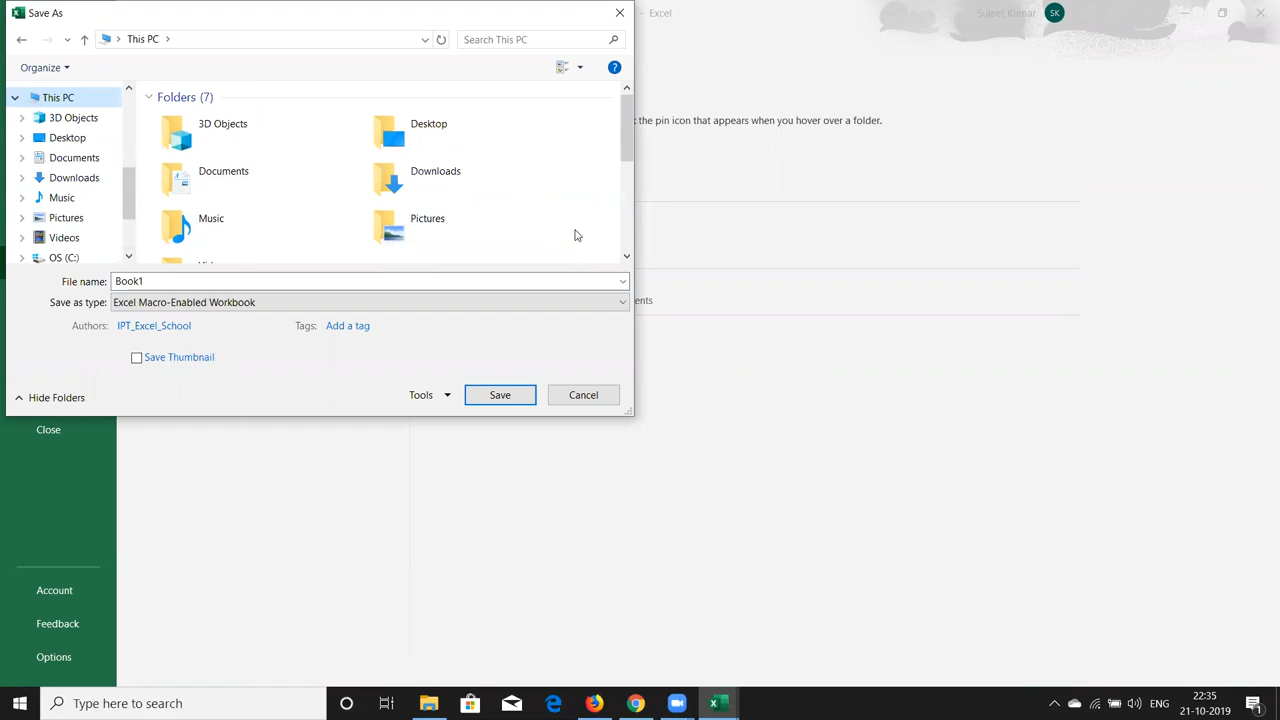 Save As
- Excel
Sujeet Kumar
SK
This PC
Search This PC
Organize
?
This PC
3D Objects
Desktop
Documents
Downloads
Music
Pictures
Videos
OS (C:)
Folders (7)
3D Objects
Desktop
Documents
Downloads
Music
Pictures
the pin icon that appears when you hover over a folder.
File name: Book1
Save as type: Excel Macro-Enabled Workbook
ents
Authors: IPT_Excel_School
Tags: Add a tag
Save Thumbnail
Hide Folders
Tools
Save
Cancel
Close
Account
Feedback
Options
Type here to search
ENG
22:35
21-10-2019
1